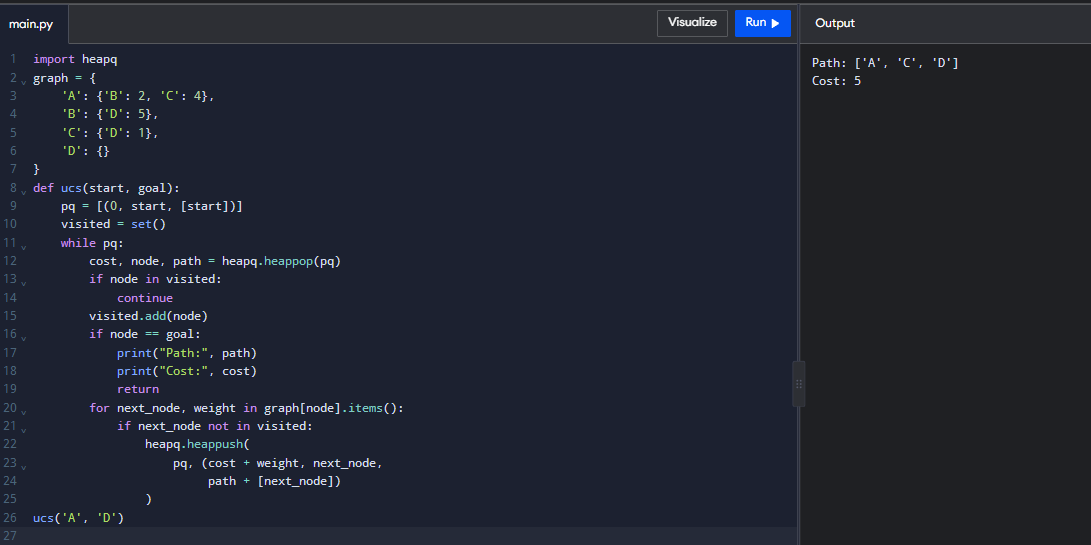 main.py
Visualize
Run
Output
1 import heapq
2 graph = {
3     'A': {'B': 2, 'C': 4},
4     'B': {'D': 5},
5     'C': {'D': 1},
6     'D': {}
7 }
8 def ucs(start, goal):
9     pq = [(0, start, [start])]
10     visited = set()
11     while pq:
12         cost, node, path = heapq.heappop(pq)
13         if node in visited:
14             continue
15         visited.add(node)
16         if node == goal:
17             print("Path:", path)
18             print("Cost:", cost)
19             return
20         for next_node, weight in graph[node].items():
21             if next_node not in visited:
22                 heapq.heappush(
23                     pq, (cost + weight, next_node,
24                          path + [next_node])
25                 )
26 ucs('A', 'D')
27
Path: ['A', 'C', 'D']
Cost: 5